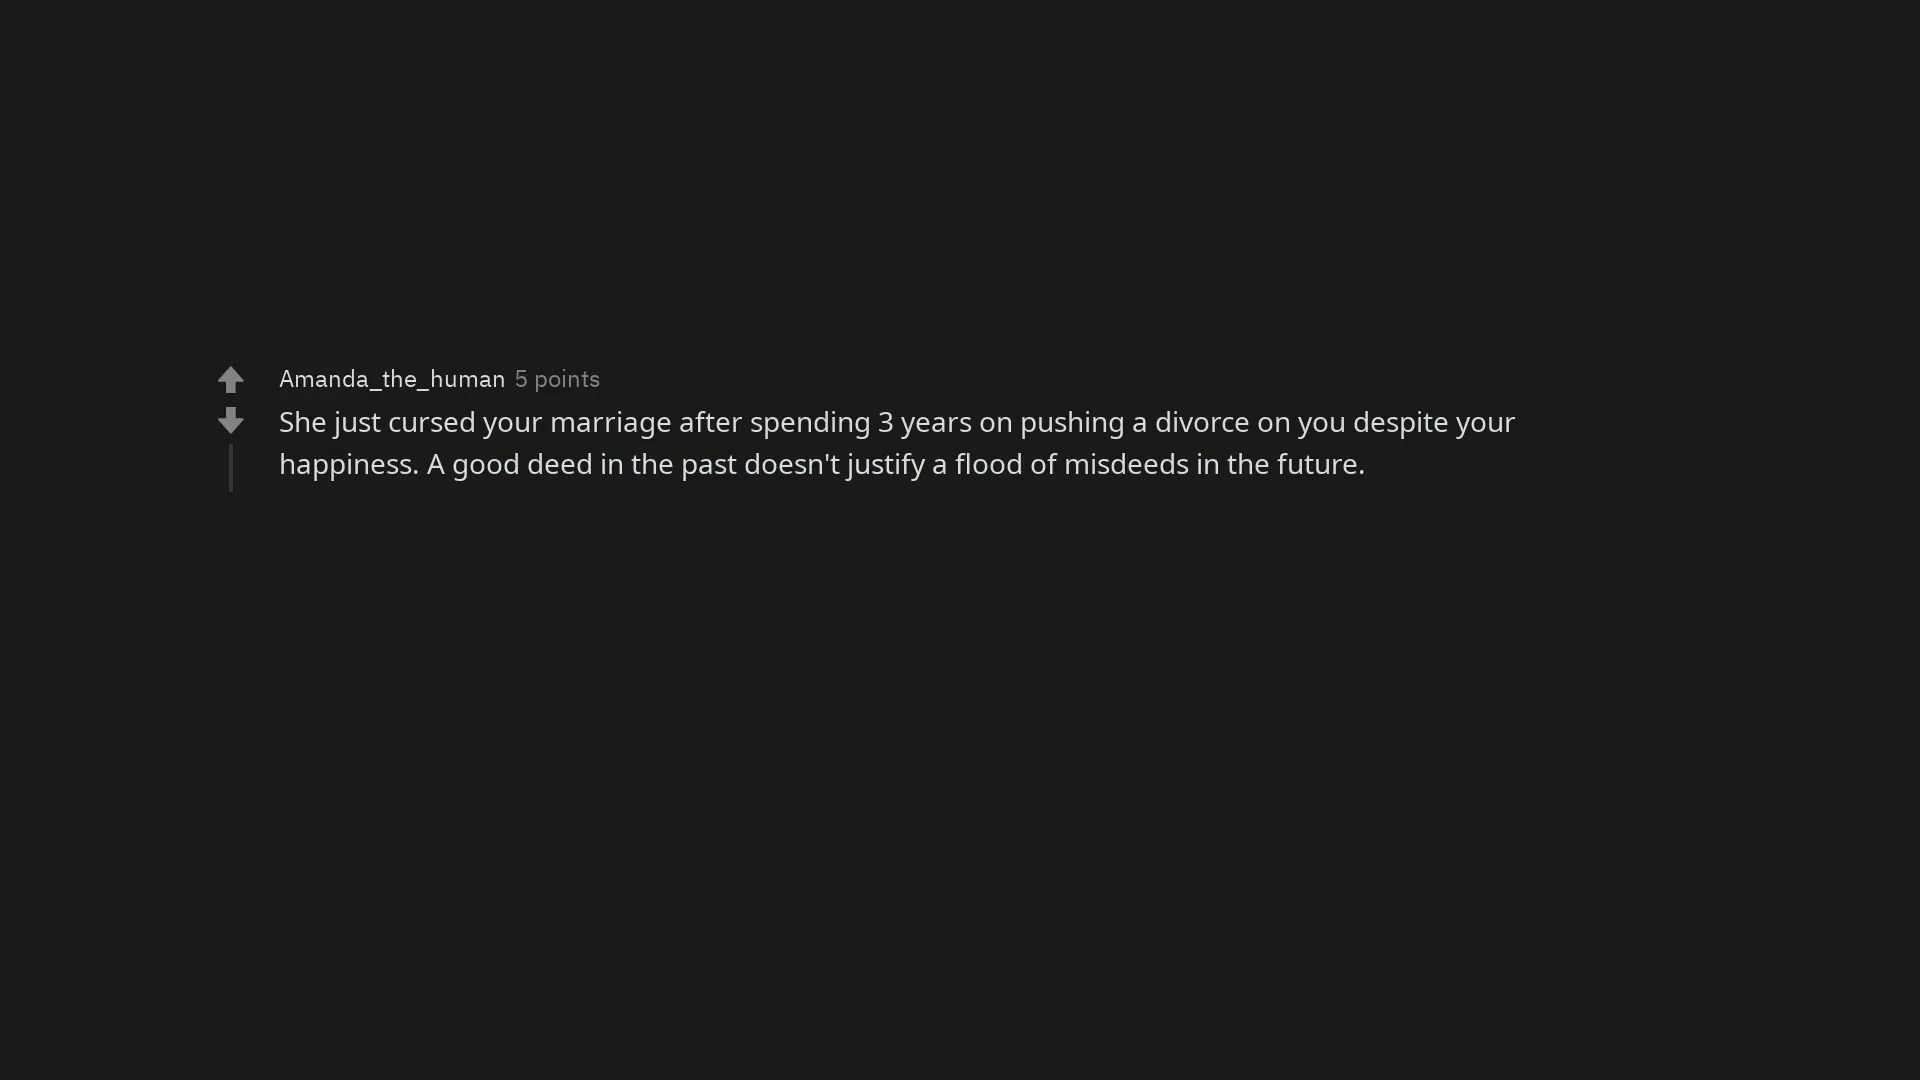 Amanda_the_human 5 points
She just cursed your marriage after spending 3 years on pushing a divorce on you despite your
happiness. A good deed in the past doesn't justify a flood of misdeeds in the future.